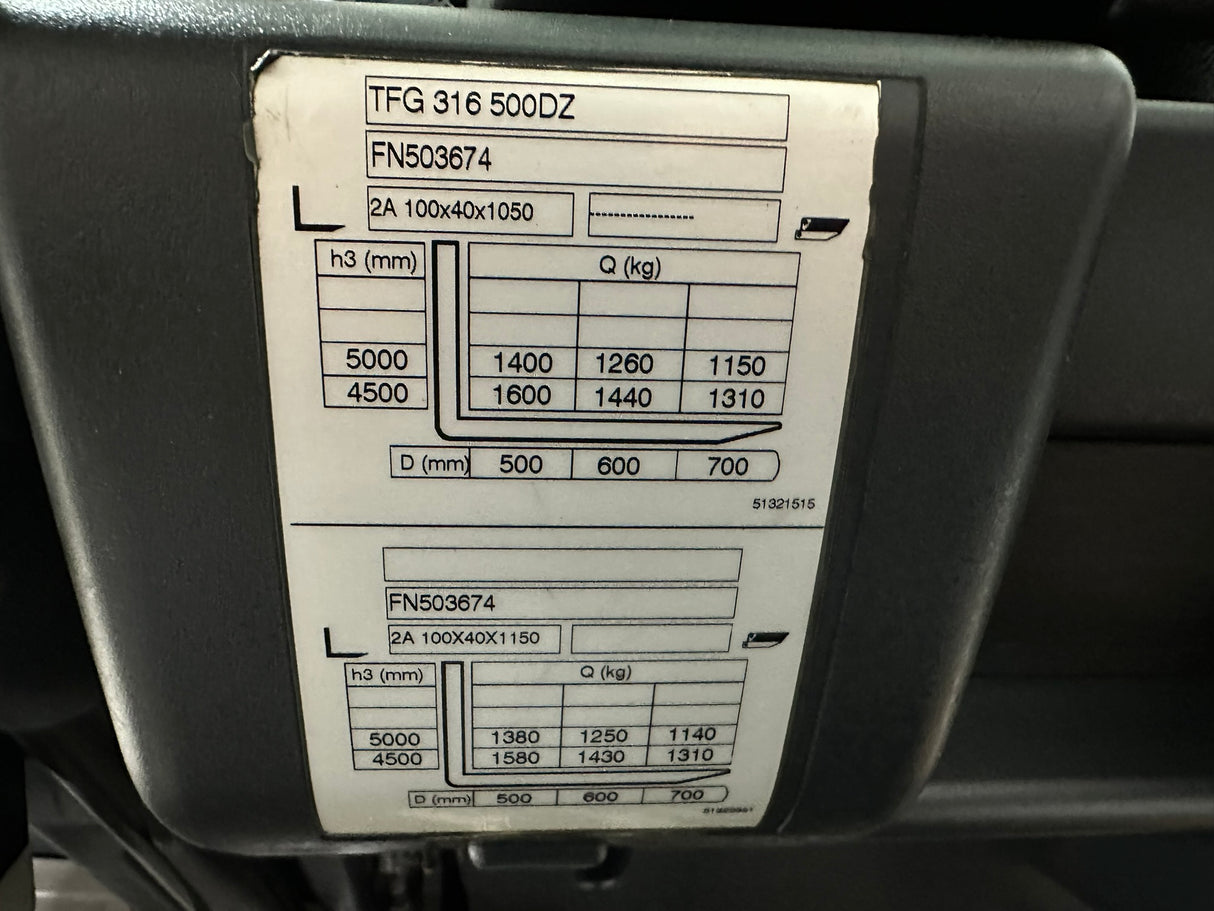 TFG 316 500DZ
FN503674
2A 100x40x1050 -------------------
h3 (mm) Q (kg)
5000 1400 1260 1150
4500 1600 1440 1310
D (mm) 500 600 700
51321515
FN503674
2A 100X40X1150
h3 (mm) Q (kg)
5000 1380 1250 1140
4500 1580 1430 1310
D (mm) 500 600 700